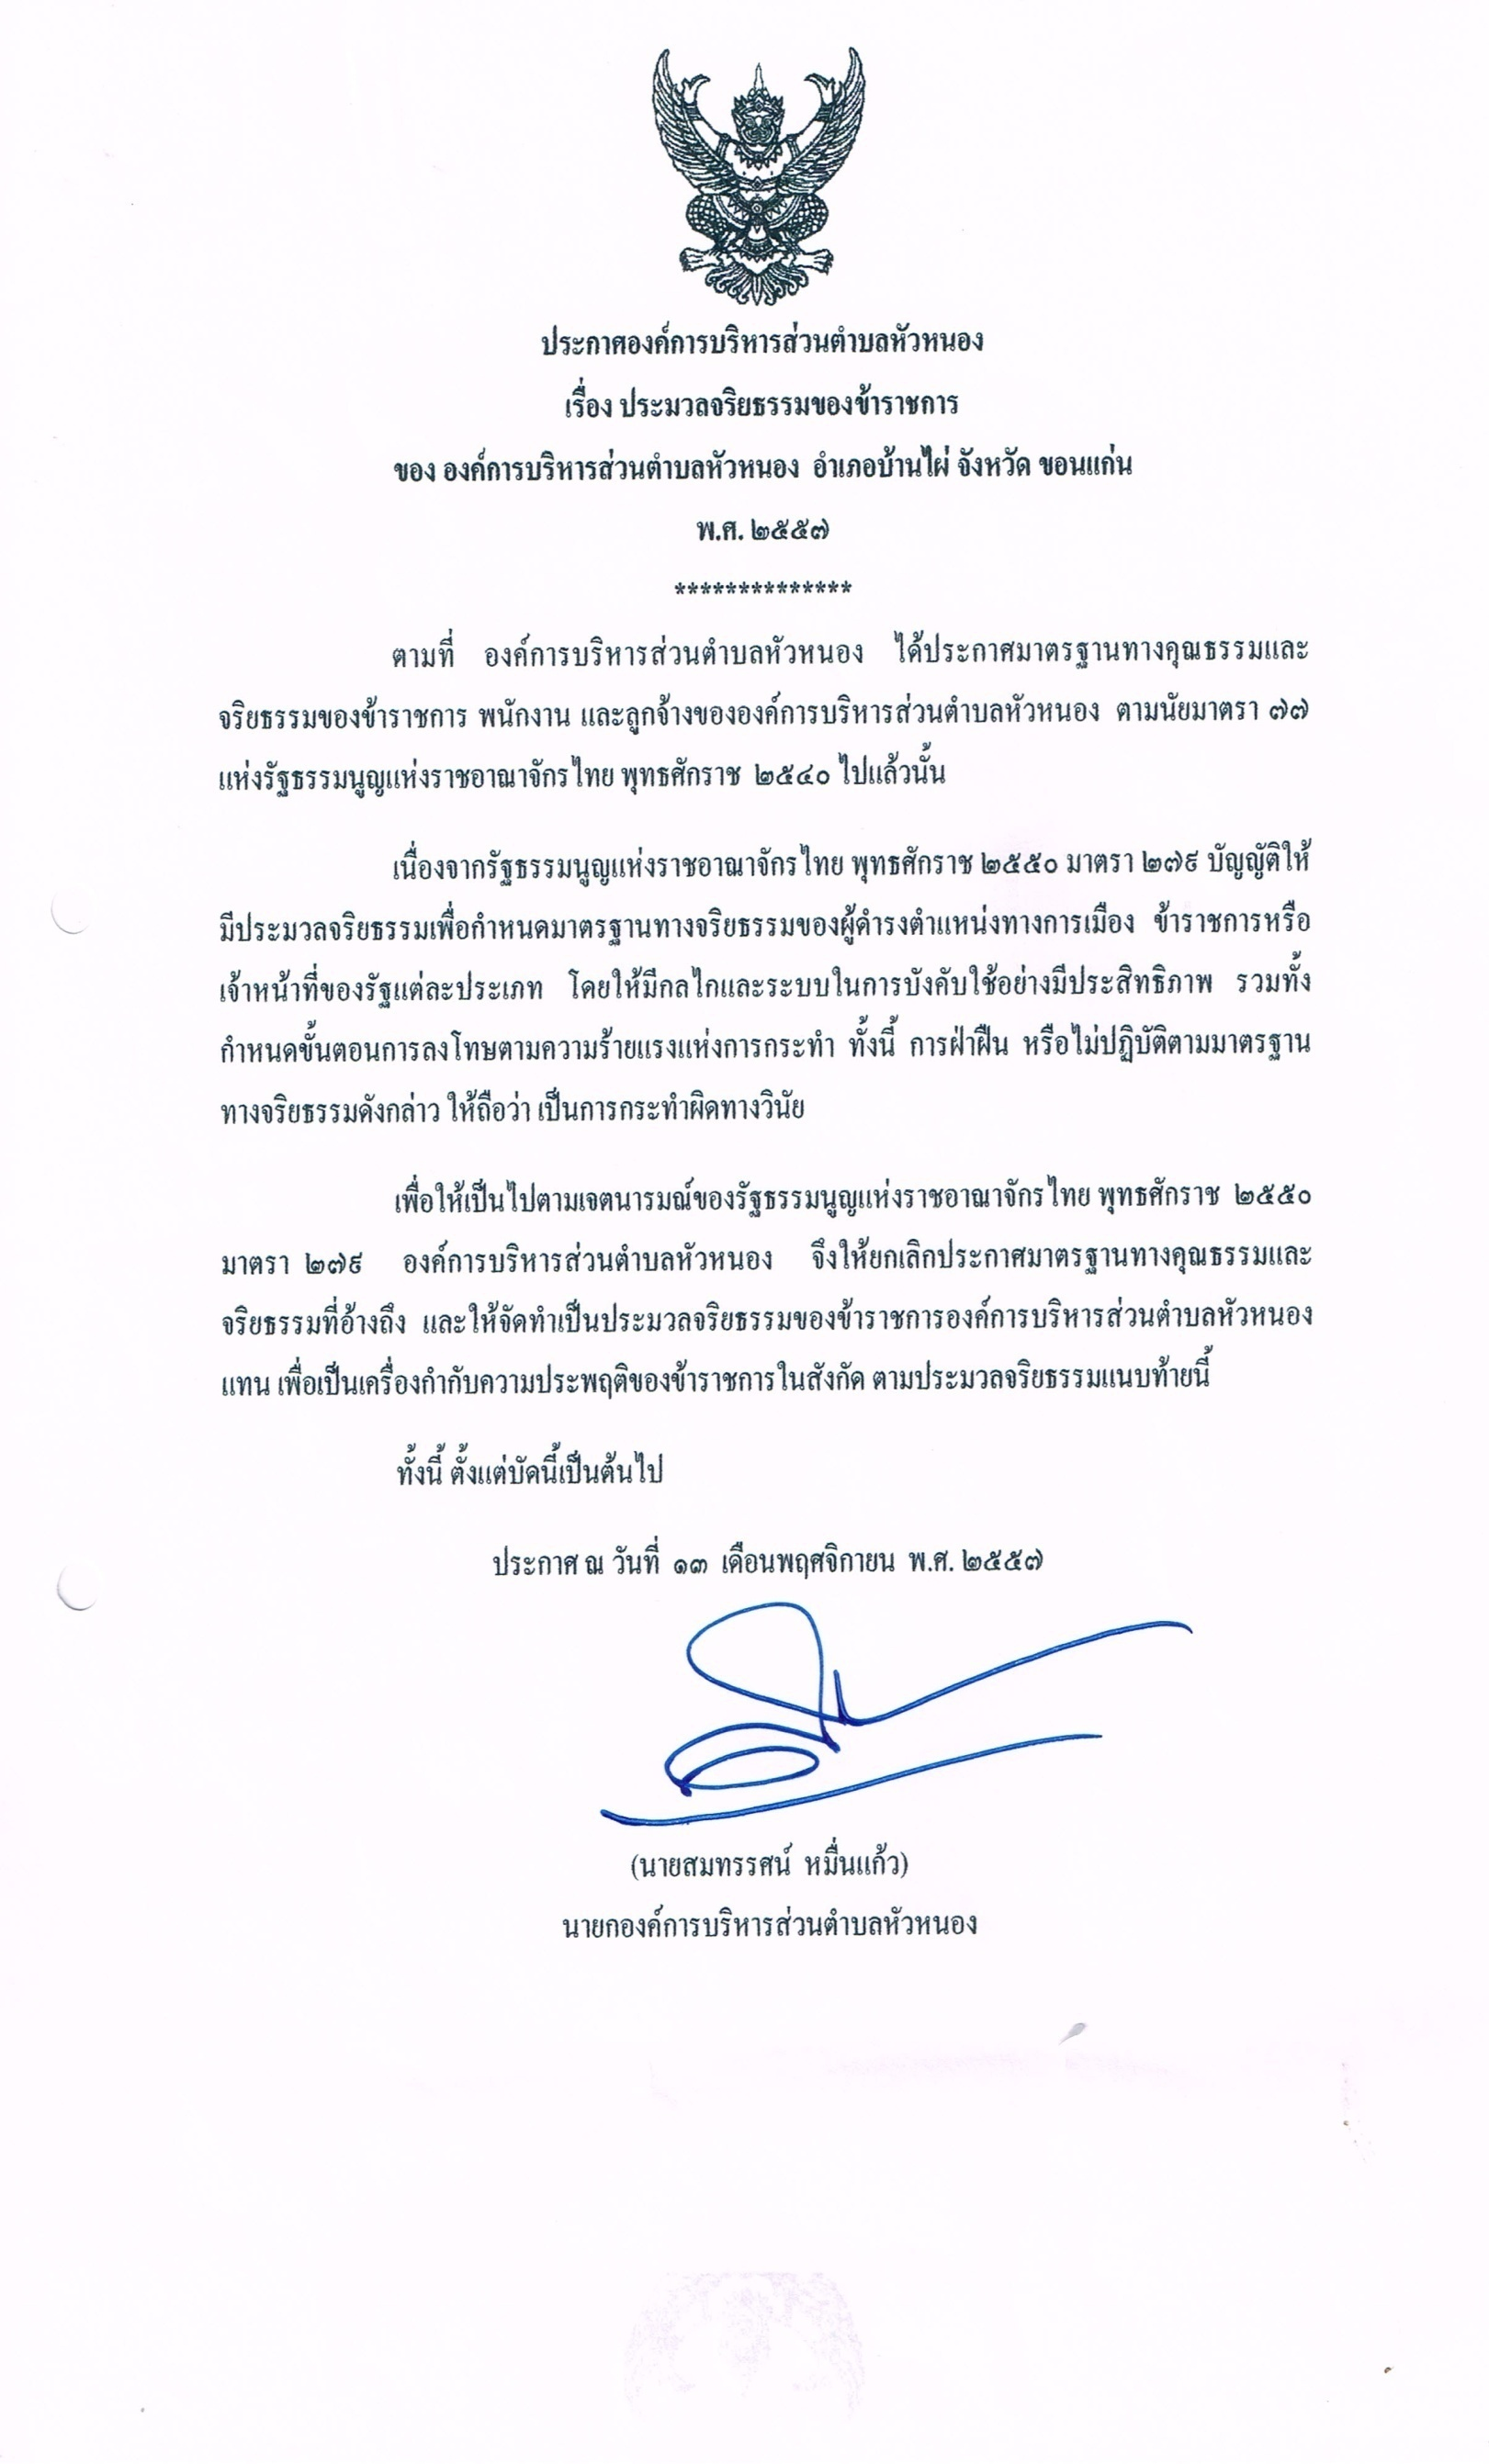 ประกาศองค์การบริหารส่วนตำบลหัวหนอง
เรื่อง ประมวลจริยธรรมของข้าราชการ
ของ องค์การบริหารส่วนตำบลหัวหนอง อำเภอบ้านไผ่ จังหวัด ขอนแก่น
พ.ศ. ๒๕๕๗
**************
ตามที่ องค์การบริหารส่วนตำบลหัวหนอง ได้ประกาศมาตรฐานทางคุณธรรมและ
จริยธรรมของข้าราชการ พนักงาน และลูกจ้างขององค์การบริหารส่วนตำบลหัวหนอง ตามนัยมาตรา ๗๗
แห่งรัฐธรรมนูญแห่งราชอาณาจักรไทย พุทธศักราช ๒๕๔๐ ไปแล้วนั้น
เนื่องจากรัฐธรรมนูญแห่งราชอาณาจักรไทย พุทธศักราช ๒๕๕๐ มาตรา ๒๗๙ บัญญัติให้
มีประมวลจริยธรรมเพื่อกำหนดมาตรฐานทางจริยธรรมของผู้ดำรงตำแหน่งทางการเมือง ข้าราชการหรือ
เจ้าหน้าที่ของรัฐแต่ละประเภท โดยให้มีกลไกและระบบในการบังคับใช้อย่างมีประสิทธิภาพ รวมทั้ง
กำหนดขั้นตอนการลงโทษตามความร้ายแรงแห่งการกระทำ ทั้งนี้ การฝ่าฝืน หรือไม่ปฏิบัติตามมาตรฐาน
ทางจริยธรรมดังกล่าว ให้ถือว่า เป็นการกระทำผิดทางวินัย
เพื่อให้เป็นไปตามเจตนารมณ์ของรัฐธรรมนูญแห่งราชอาณาจักรไทย พุทธศักราช ๒๕๕๐
มาตรา ๒๗๙ องค์การบริหารส่วนตำบลหัวหนอง จึงให้ยกเลิกประกาศมาตรฐานทางคุณธรรมและ
จริยธรรมที่อ้างถึง และให้จัดทำเป็นประมวลจริยธรรมของข้าราชการองค์การบริหารส่วนตำบลหัวหนอง
แทน เพื่อเป็นเครื่องกำกับความประพฤติของข้าราชการในสังกัด ตามประมวลจริยธรรมแนบท้ายนี้
ทั้งนี้ ตั้งแต่บัดนี้เป็นต้นไป
ประกาศ ณ วันที่ ๑๓ เดือนพฤศจิกายน พ.ศ. ๒๕๕๗
(นายสมทรรศน์ หมื่นแก้ว)
นายกองค์การบริหารส่วนตำบลหัวหนอง